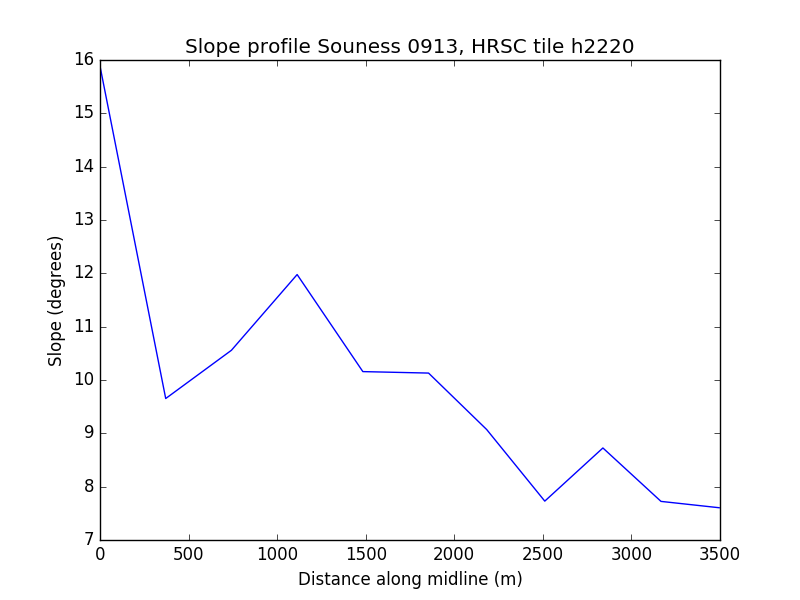 Slope profile Souness 0913, HRSC tile h2220
16
15
14
13
12
11
10
9
8
7
Slope (degrees)
0 500 1000 1500 2000 2500 3000 3500
Distance along midline (m)